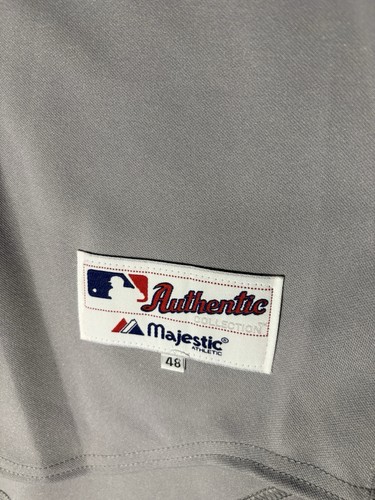 Authentic
COLLECTION
Majestic®
ATHLETIC
48